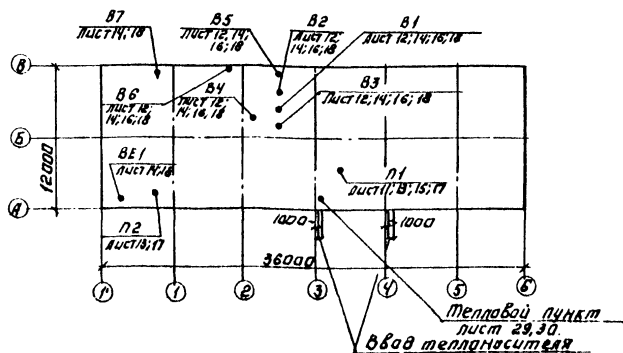 В7
Лист 14; 18
В5
Лист 12, 14;
16; 18
В2
Лист 12;
14; 16; 18
В1
Лист 12; 14; 16; 18
В3
Лист 12, 14, 16, 18
В6
Лист 12;
14; 16, 18
В4
Лист 12;
14, 16, 18
В
Б
А
12000
ВЕ1
Лист 14; 18
П2
Лист 13; 17
П1
Лист 11, 13, 15; 17
1000
1000
36000
1'
1
2
3
4
5
6
Тепловой пункт
лист 29, 30.
Ввод теплоносителя